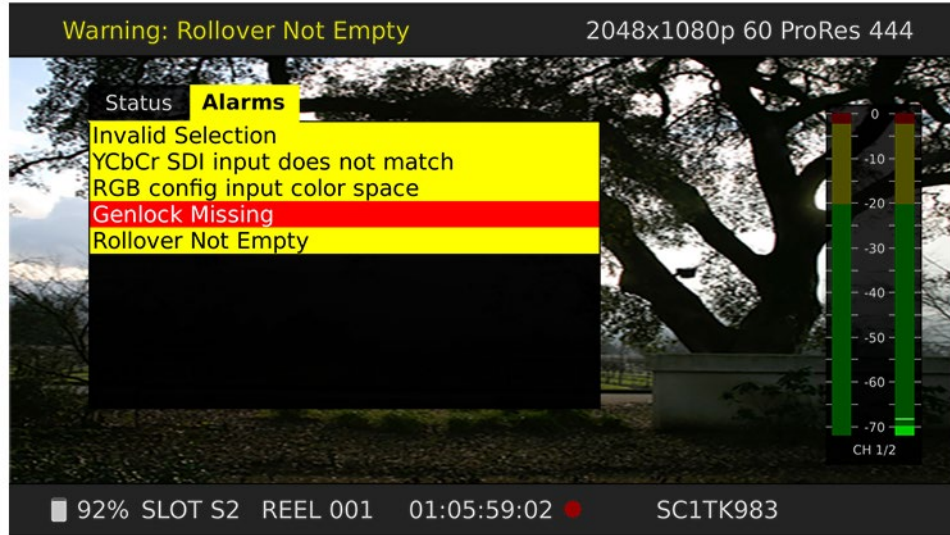 Warning: Rollover Not Empty 2048x1080p 60 ProRes 444
Status Alarms
Invalid Selection
YCbCr SDI input does not match
RGB config input color space
Genlock Missing
Rollover Not Empty
0
-10
-20
-30
-40
-50
-60
-70
CH 1/2
92% SLOT S2 REEL 001 01:05:59:02 SC1TK983